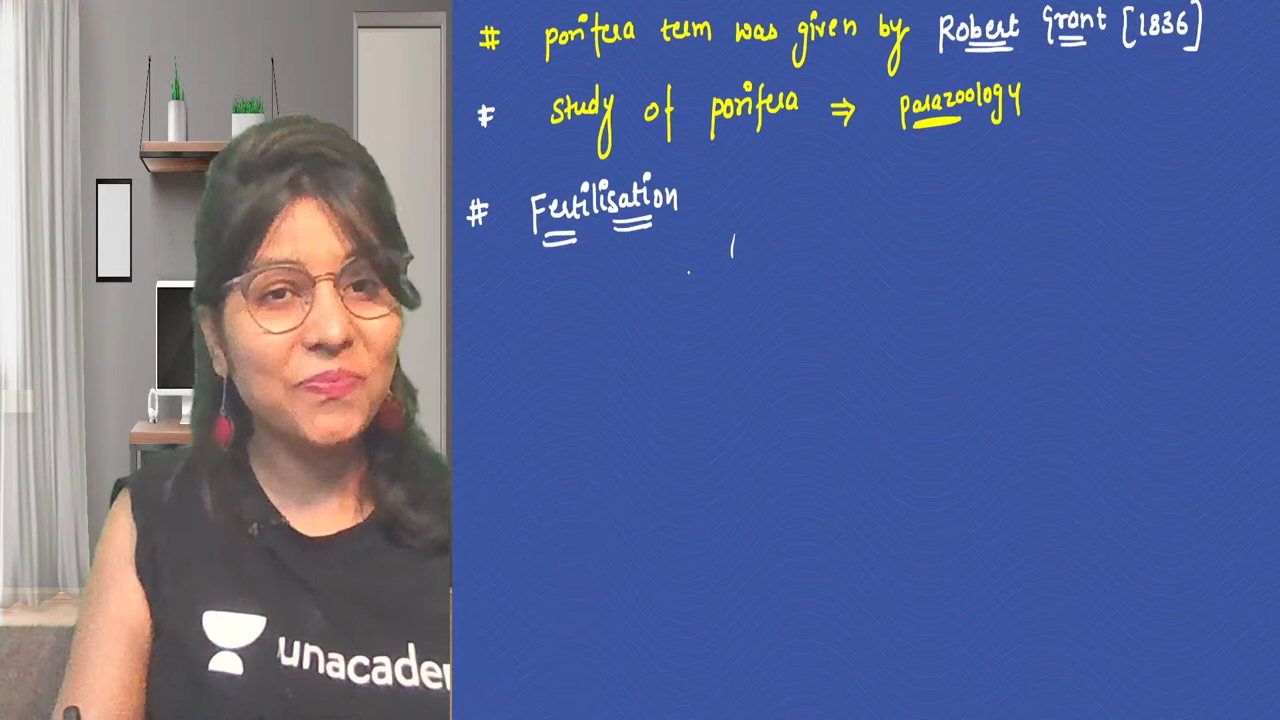 # porifera term was given by Robert Grant [1836]
# study of porifera ⇒ parazoology
# Fertilisation
unacade